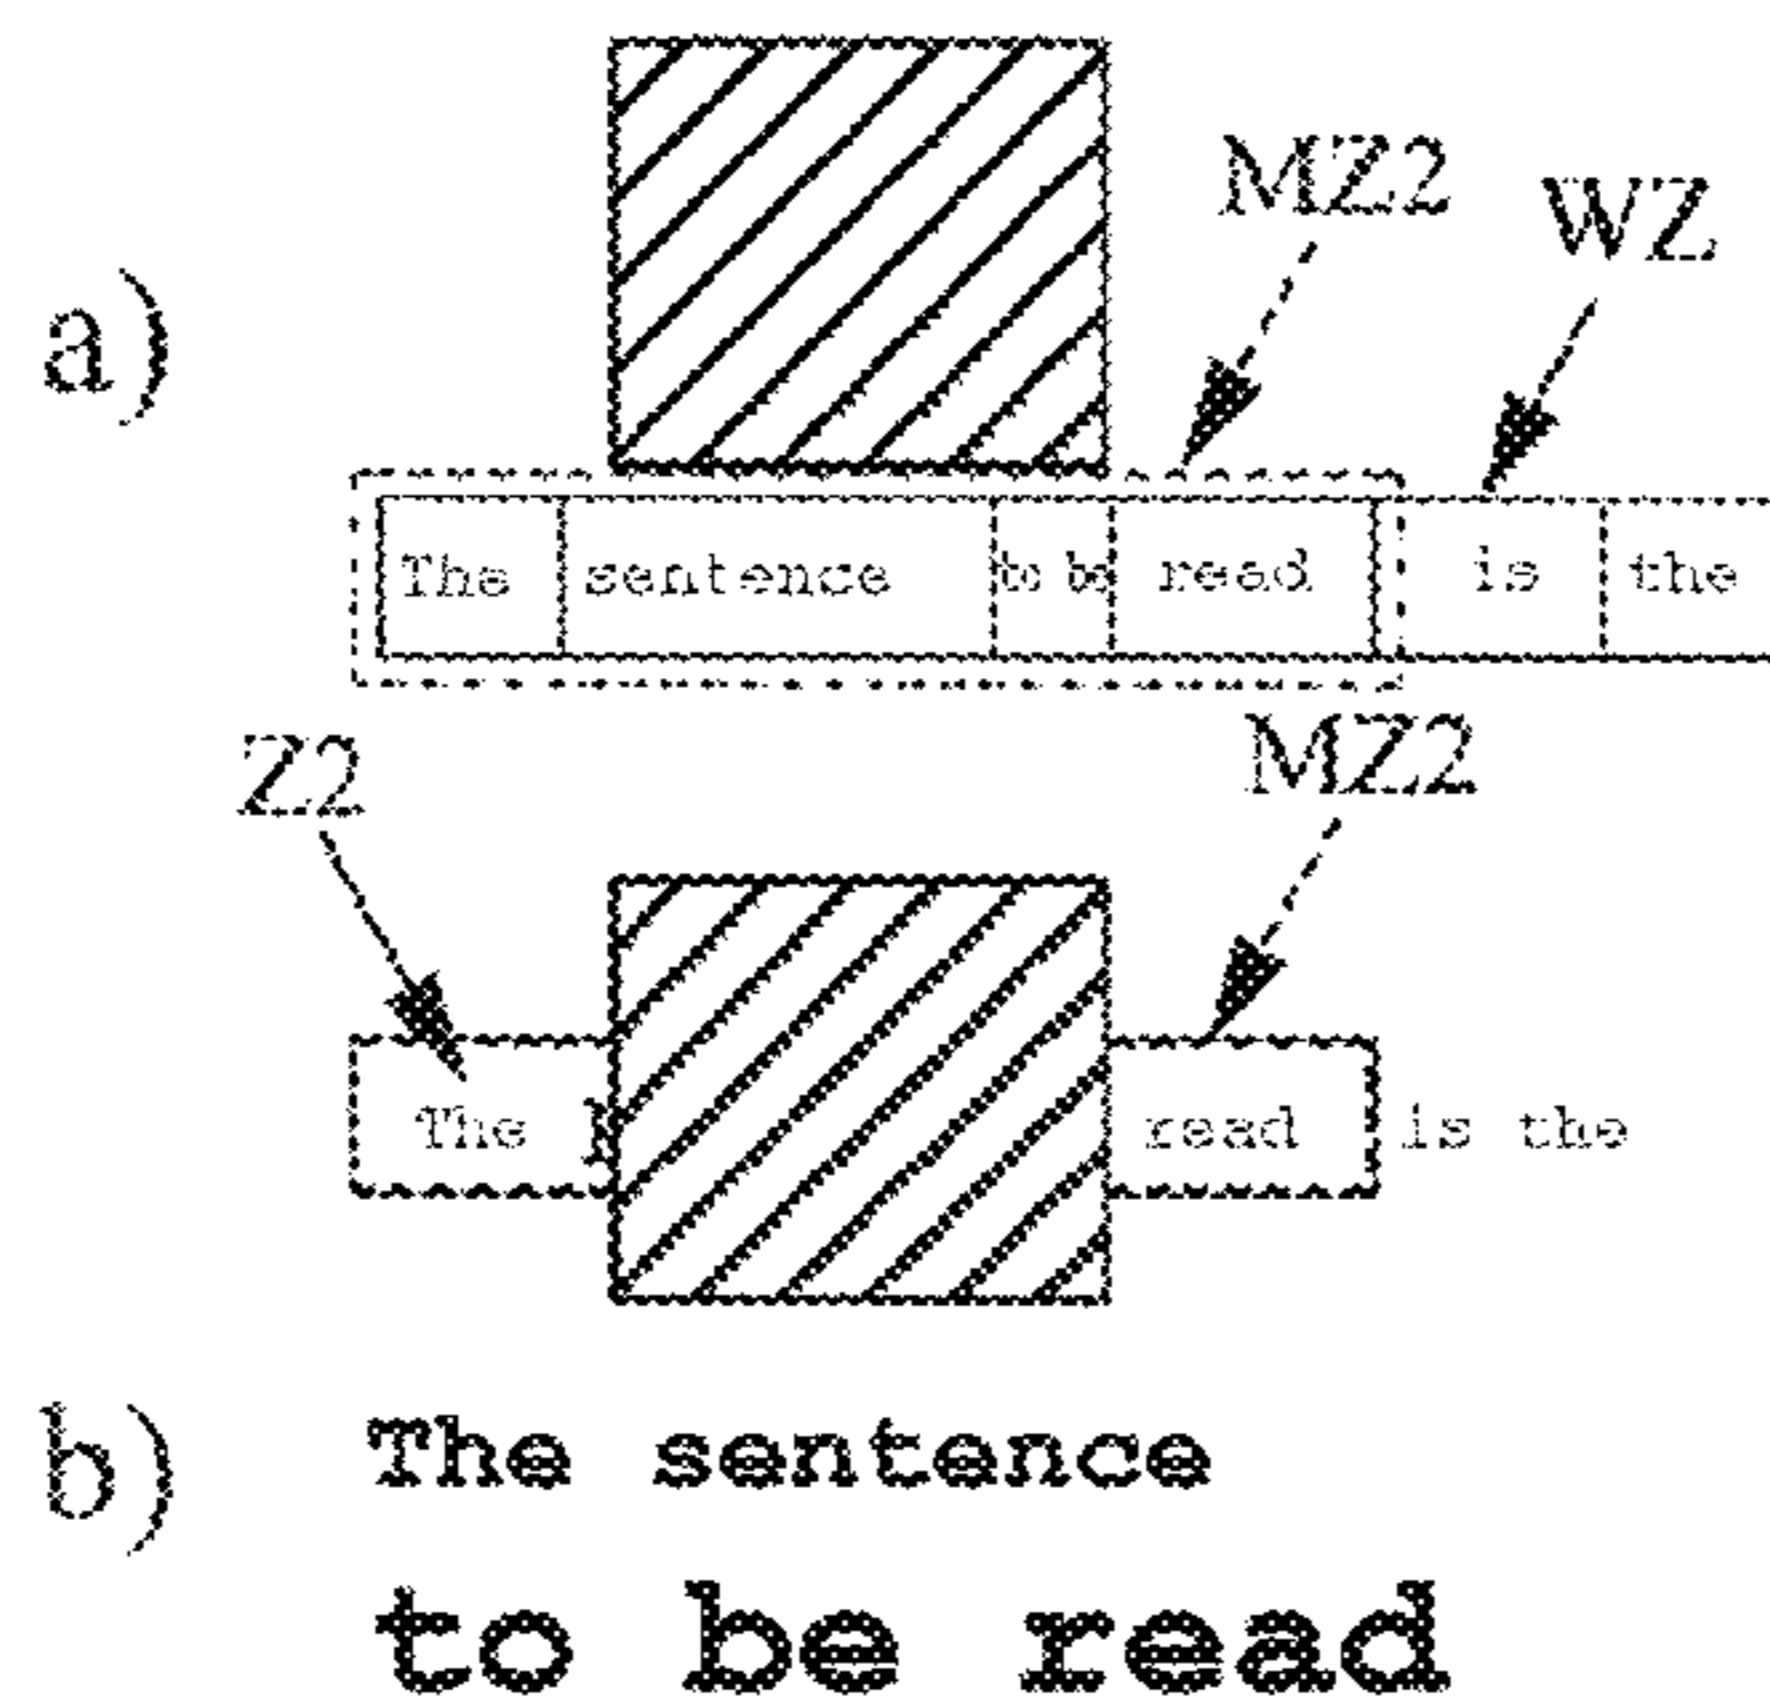 MZ2
WZ
a)
The sentence to be read is the
Z2
MZ2
The read is the
b) The sentence
to be read